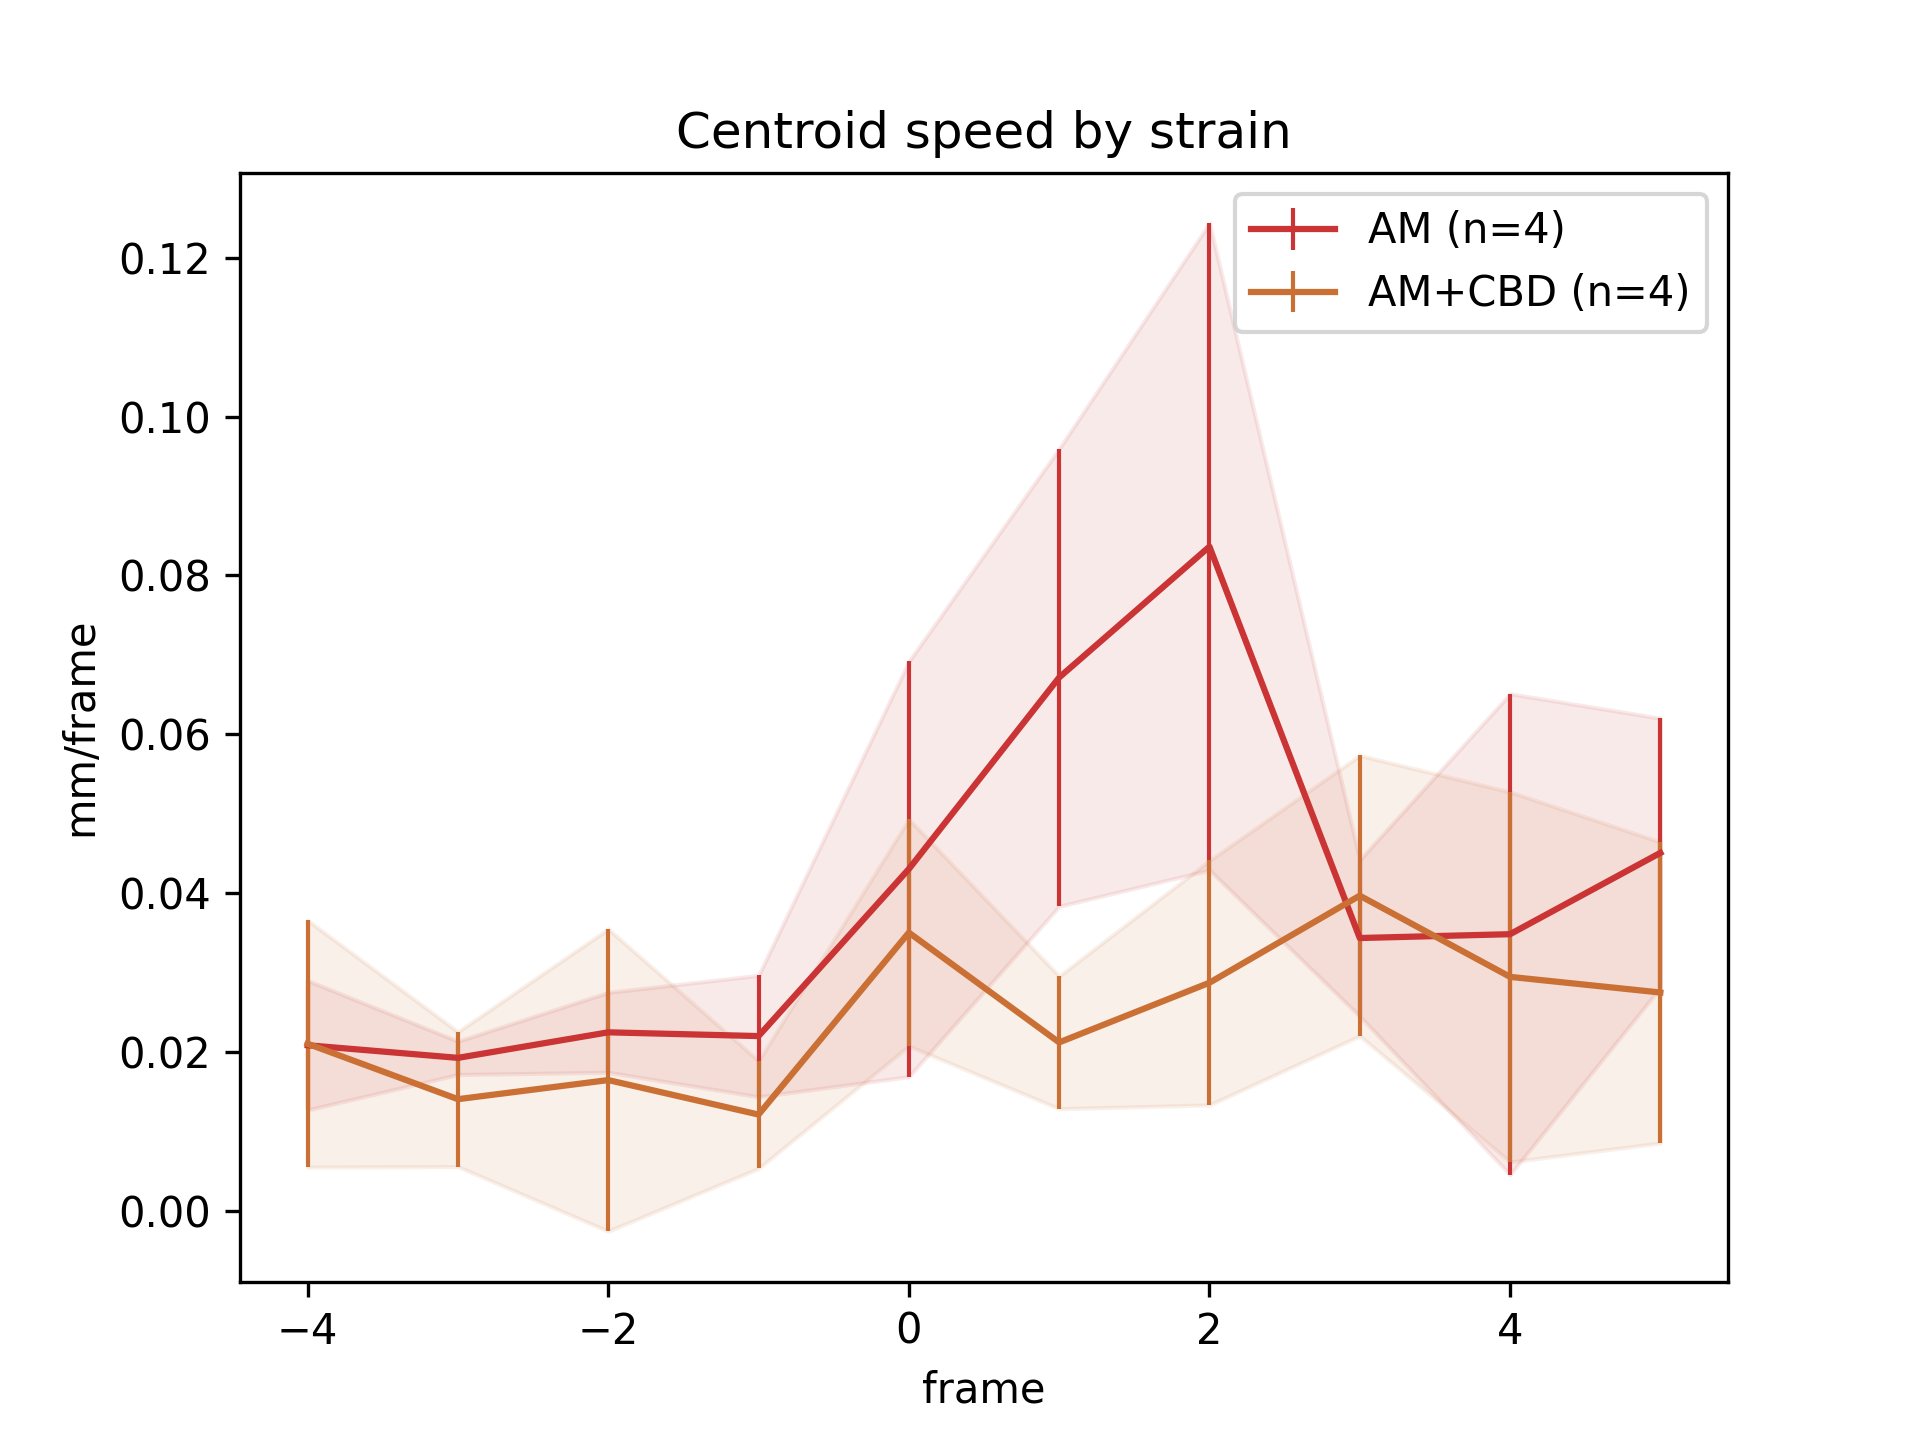 Centroid speed by strain
AM (n=4)
AM+CBD (n=4)
0.12
0.10
0.08
0.06
0.04
0.02
0.00
mm/frame
−4
−2
0
2
4
frame